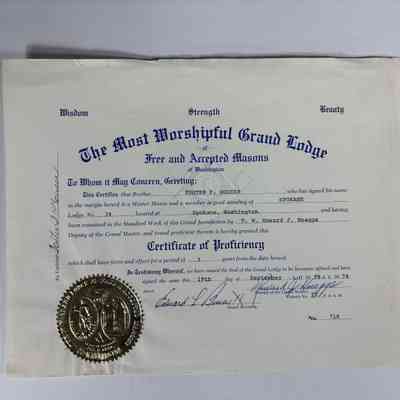 Wisdom Strength Beauty
The Most Worshipful Grand Lodge
of
Free and Accepted Masons
of Washington
To Whom it May Concern, Greeting:
This Certifies that Brother who has signed his name
in the margin hereof is a Master Mason and a member in good standing of SPOKANE
Lodge No. 34 located at Spokane, Washington and having
been examined in the Standard Work of this Jurisdiction by V. W. Howard J. Knaggs
Deputy of the Grand Master, and found proficient therein is hereby granted this
Certificate of Proficiency
which shall have force and effect for a period of 3 years from the date hereof.
In Testimony Whereof, we have caused the Seal of the Grand Lodge to be hereunto affixed and have
signed the same this 19th day of September
No. 719